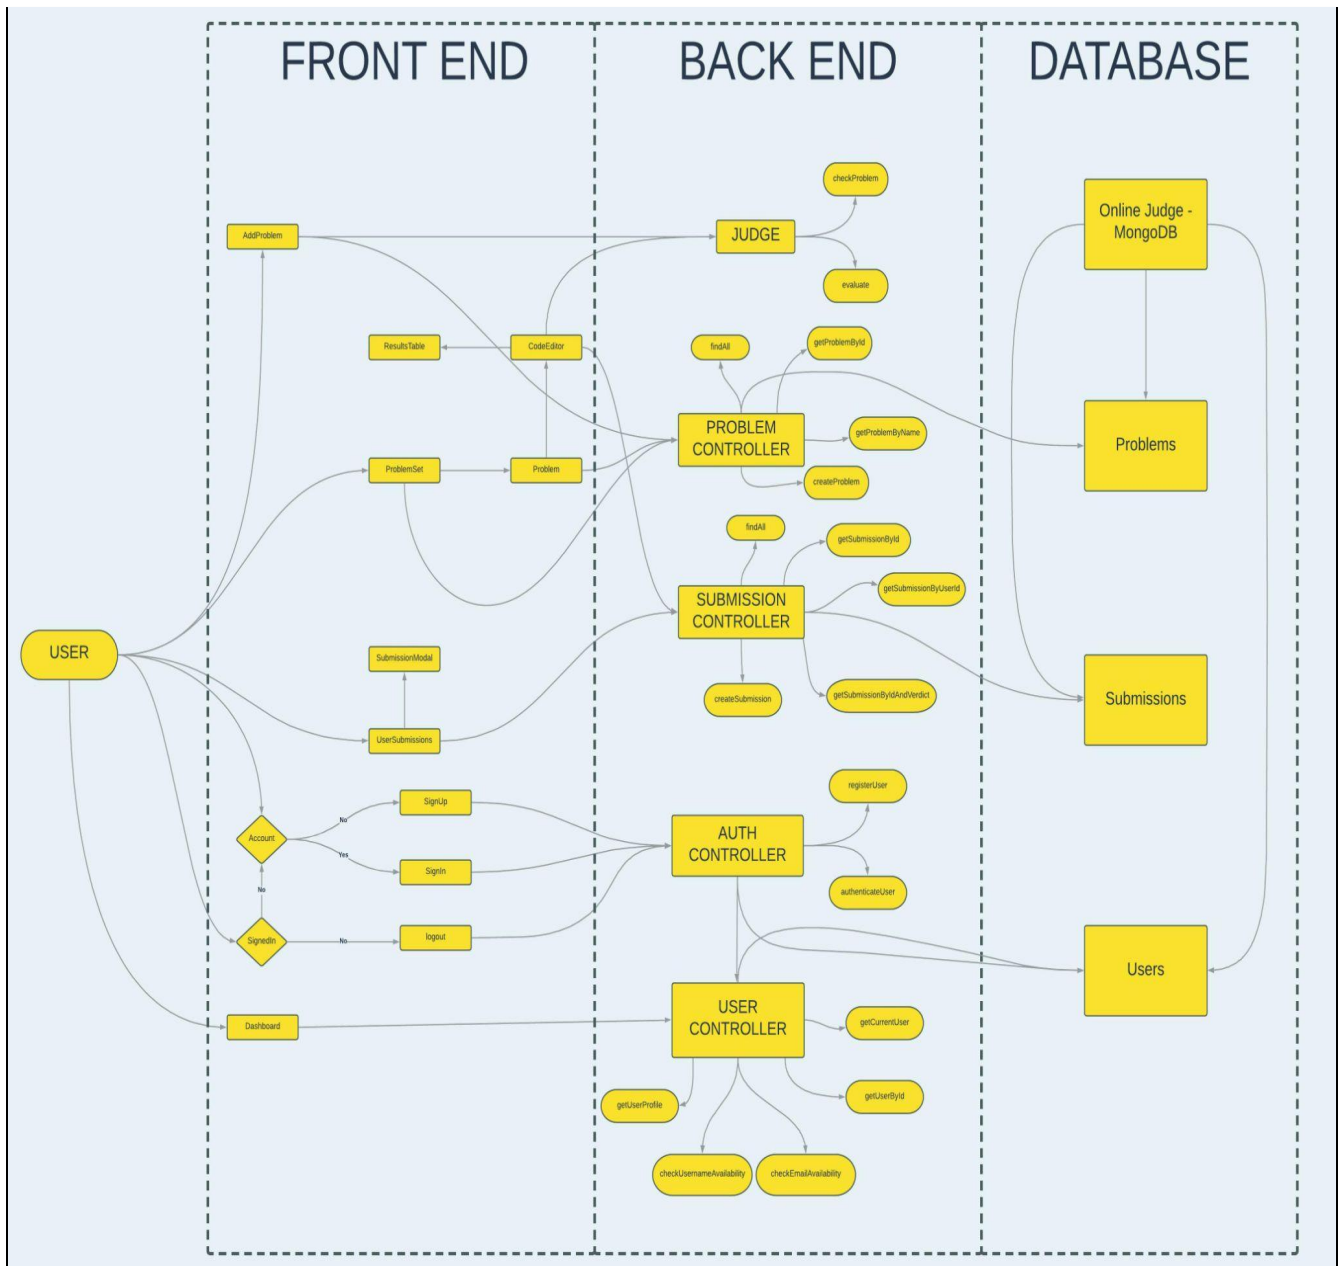 FRONT END
BACK END
DATABASE
checkProblem
Online Judge -
MongoDB
AddProblem
JUDGE
evaluate
ResultsTable
CodeEditor
findAll
getProblemById
PROBLEM
CONTROLLER
getProblemByName
Problems
ProblemSet
Problem
createProblem
findAll
getSubmissionById
getSubmissionByUserId
SUBMISSION
CONTROLLER
USER
SubmissionModal
createSubmission
getSubmissionByIdAndVerdict
Submissions
UserSubmissions
registerUser
SignUp
No
Account
AUTH
CONTROLLER
Yes
SignIn
No
authenticateUser
SignedIn
No
logout
Users
USER
CONTROLLER
Dashboard
getCurrentUser
getUserProfile
getUserById
checkUsernameAvailability
checkEmailAvailability